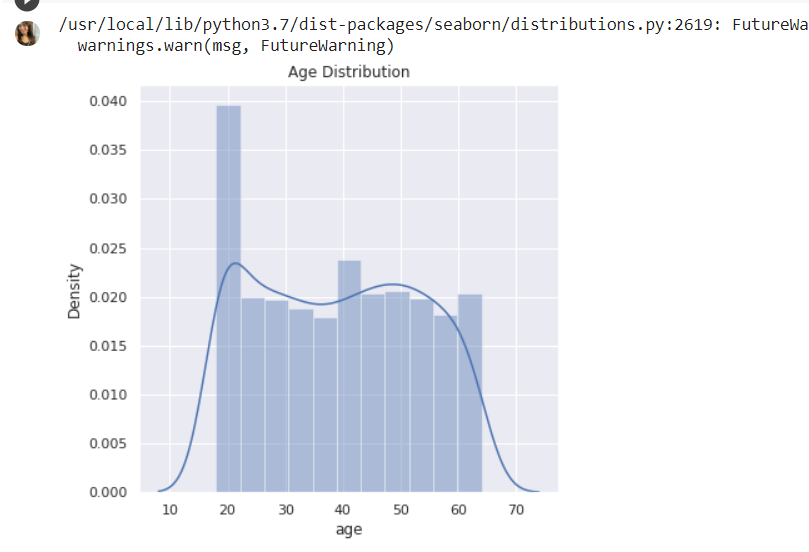 /usr/local/lib/python3.7/dist-packages/seaborn/distributions.py:2619: FutureWa
warnings.warn(msg, FutureWarning)
Age Distribution
0.040
0.035
0.030
0.025
0.020
0.015
0.010
0.005
0.000
Density
10 20 30 40 50 60 70
age